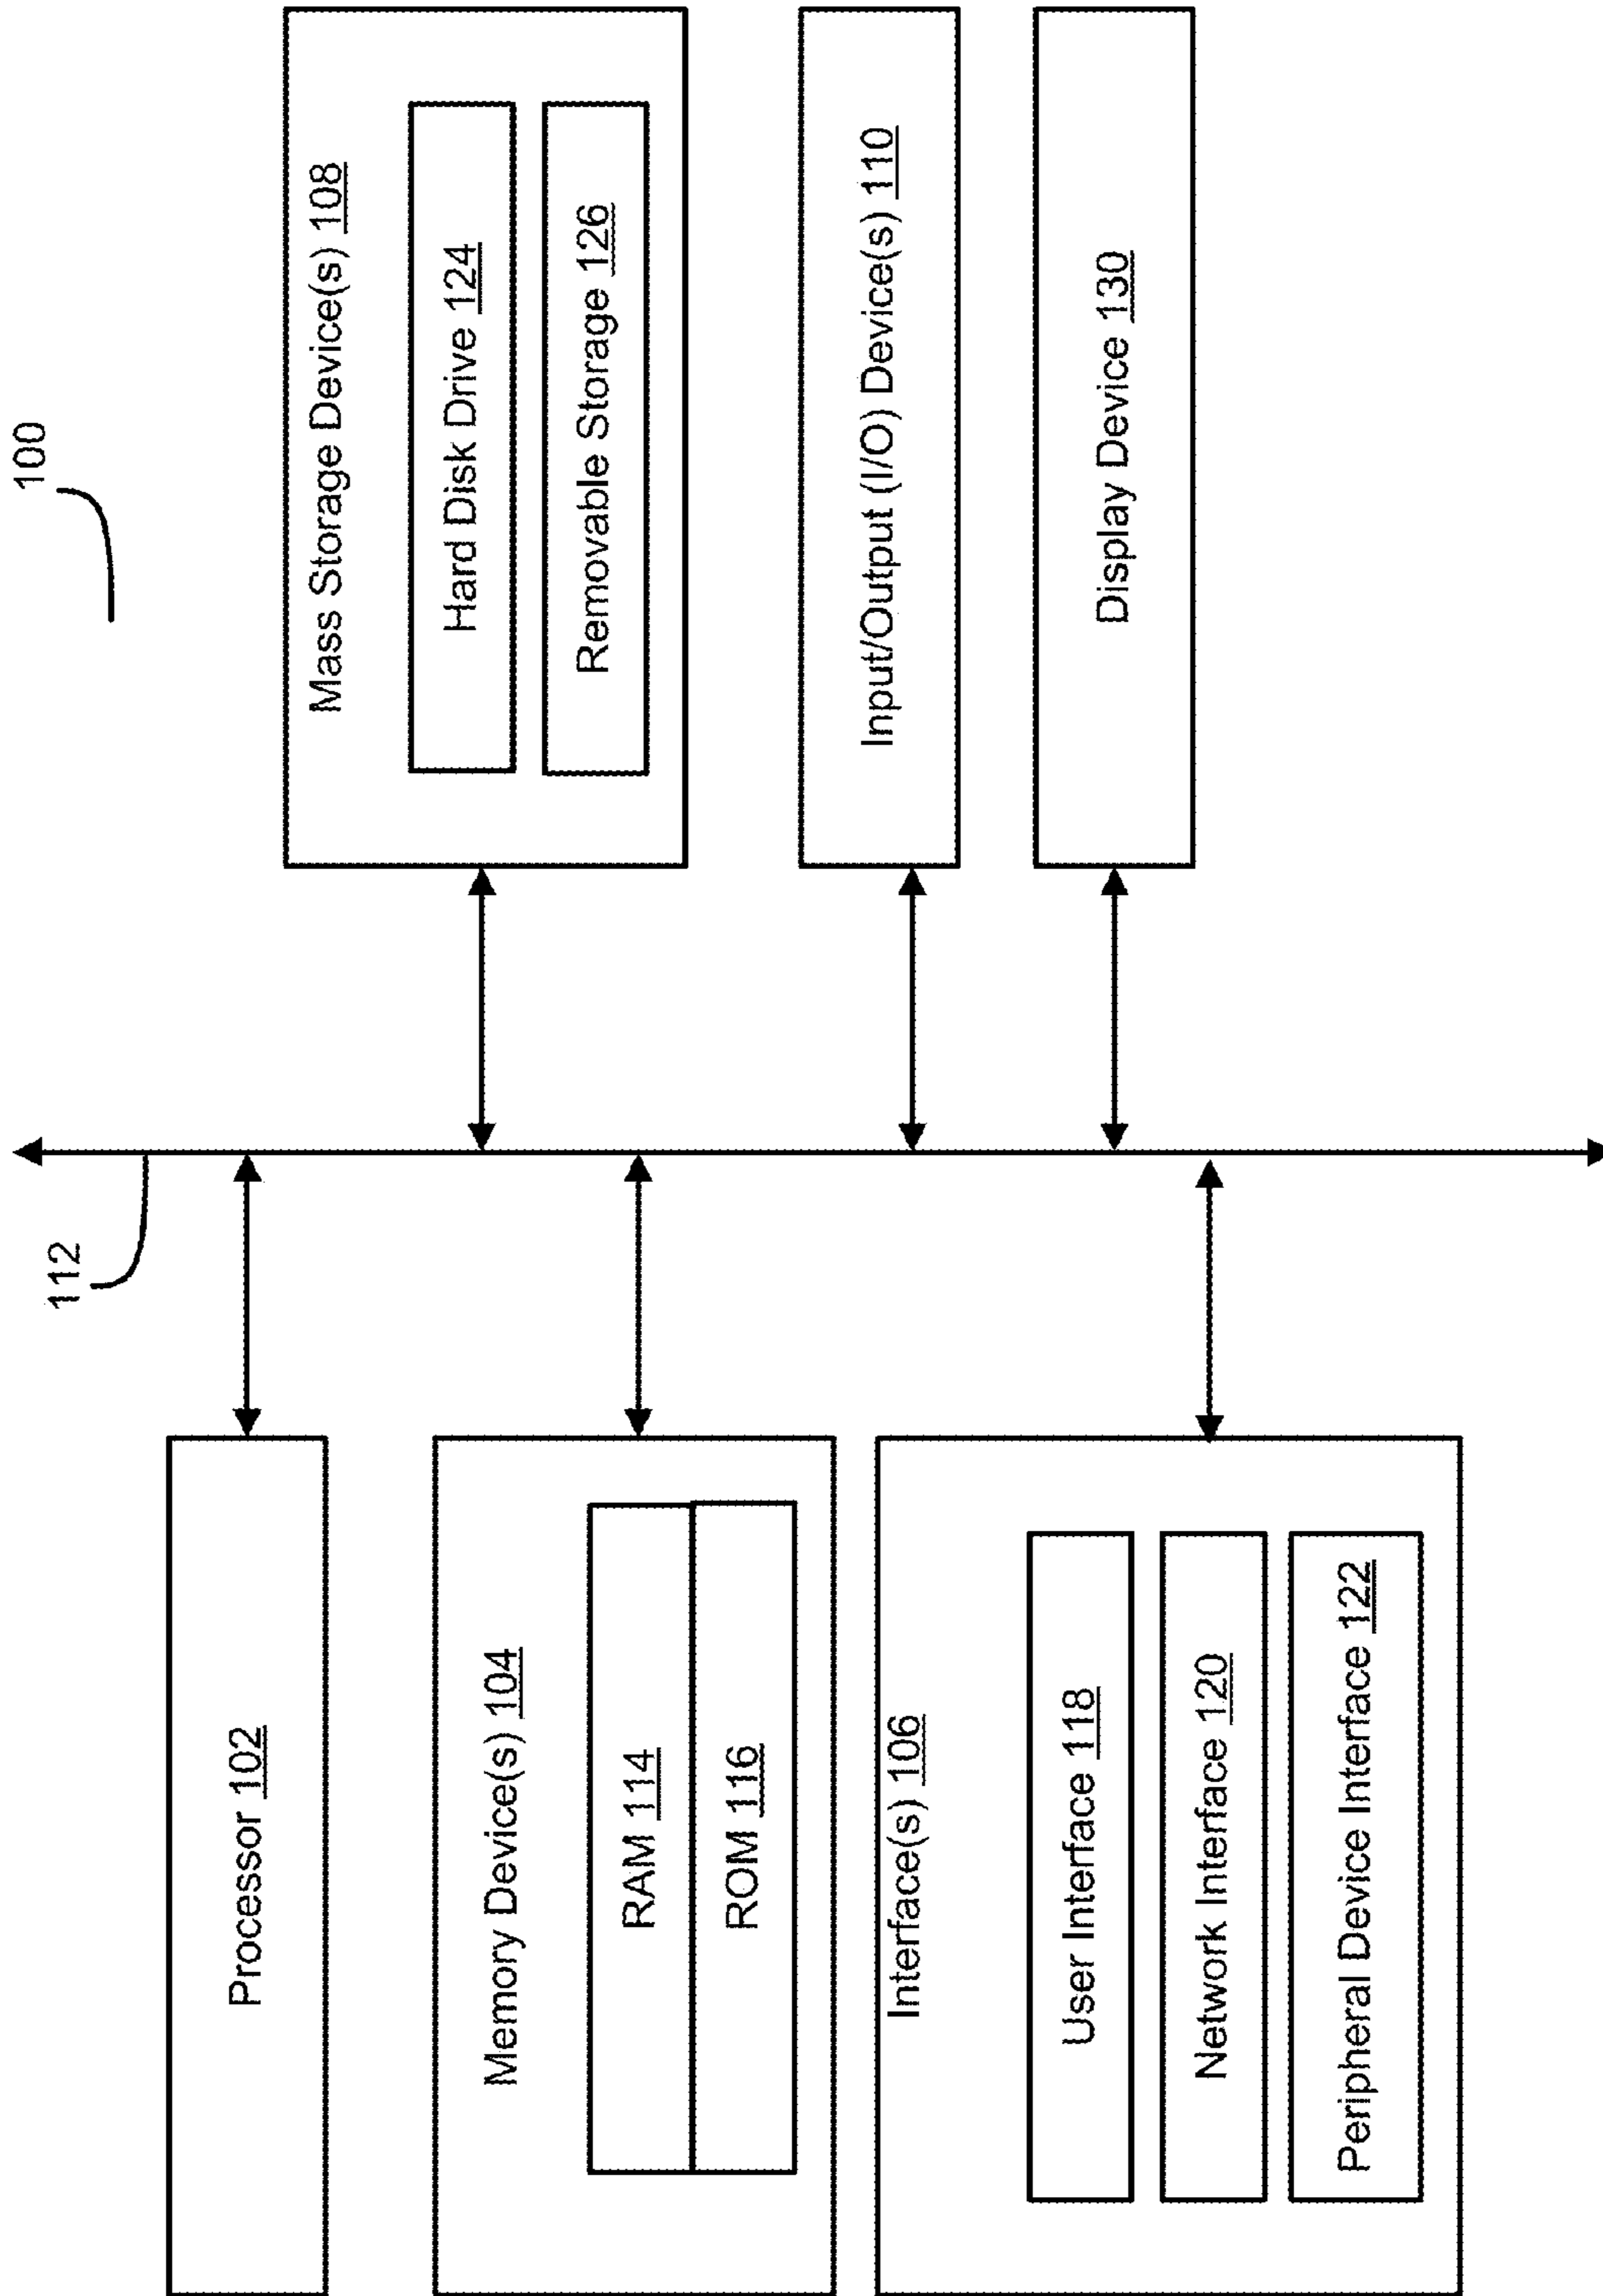 100
112
Processor 102
Memory Device(s) 104
RAM 114
ROM 116
Interface(s) 106
User Interface 118
Network Interface 120
Peripheral Device Interface 122
Mass Storage Device(s) 108
Hard Disk Drive 124
Removable Storage 126
Input/Output (I/O) Device(s) 110
Display Device 130